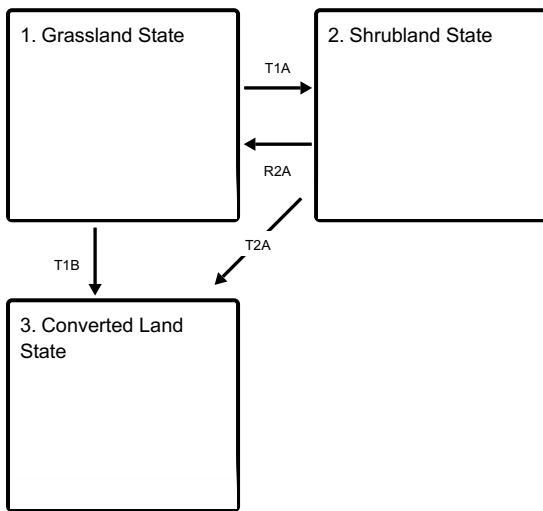 1. Grassland State
2. Shrubland State
T1A
R2A
T2A
T1B
3. Converted Land
State